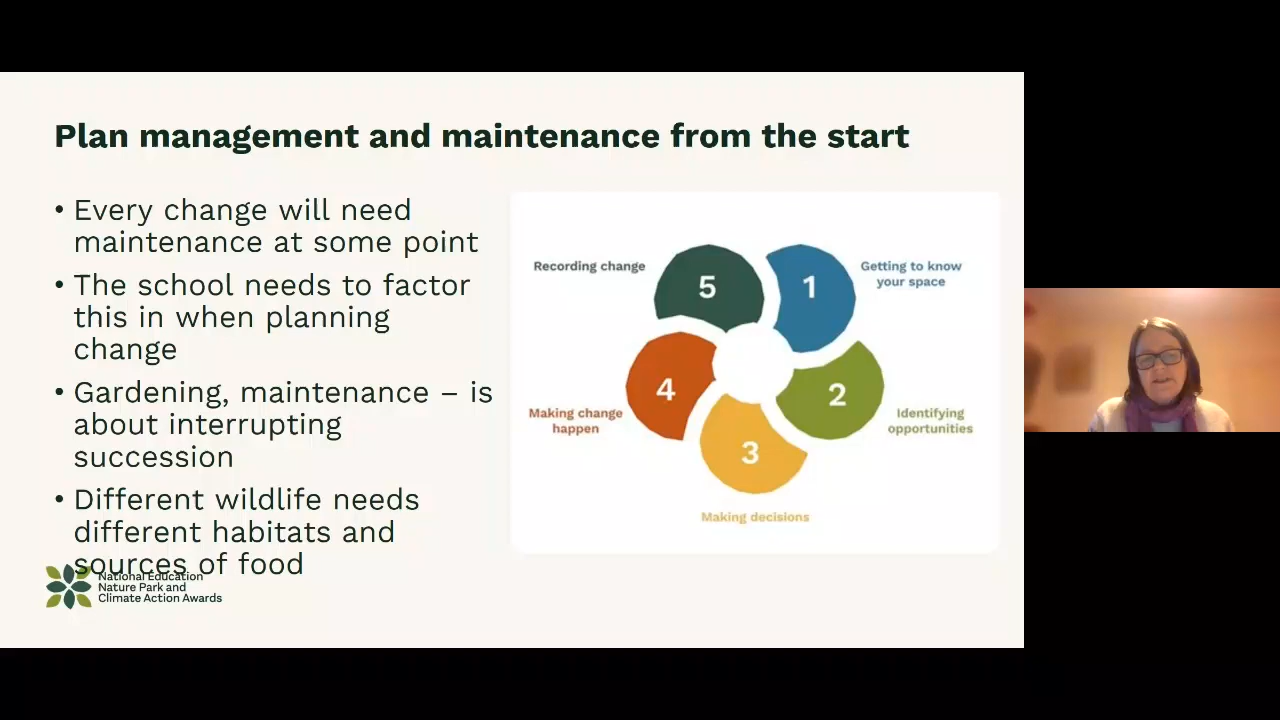 Plan management and maintenance from the start
• Every change will need
maintenance at some point
• The school needs to factor
this in when planning
change
• Gardening, maintenance – is
about interrupting
succession
• Different wildlife needs
different habitats and
sources of food
National Education
Nature Park and
Climate Action Awards
5
Recording change
1
Getting to know
your space
4
Making change
happen
2
Identifying
opportunities
3
Making decisions